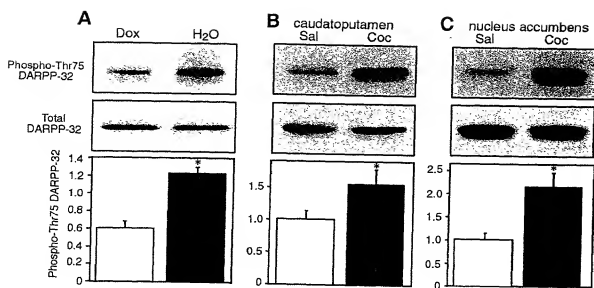 A
Dox H2O
B caudatoputamen
Sal Coc
C nucleus accumbens
Sal Coc
Phospho-Thr75
DARPP-32
Total
DARPP-32
Phospho-Thr75 DARPP-32
1.4
1.2
1.0
0.8
0.6
0.4
0.2
0
*
1.5
1.0
0.5
0
*
2.5
2.0
1.5
1.0
0.5
0
*